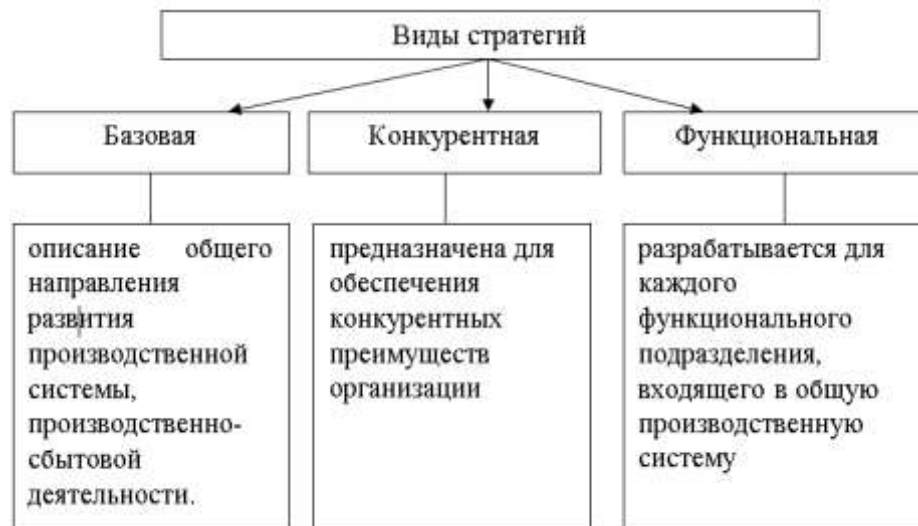 Виды стратегий
Базовая
Конкурентная
Функциональная
описание общего
направления
развития
производственной
системы,
производственно-
сбытовой
деятельности.
предназначена для
обеспечения
конкурентных
преимуществ
организации
разрабатывается для
каждого
функционального
подразделения,
входящего в общую
производственную
систему